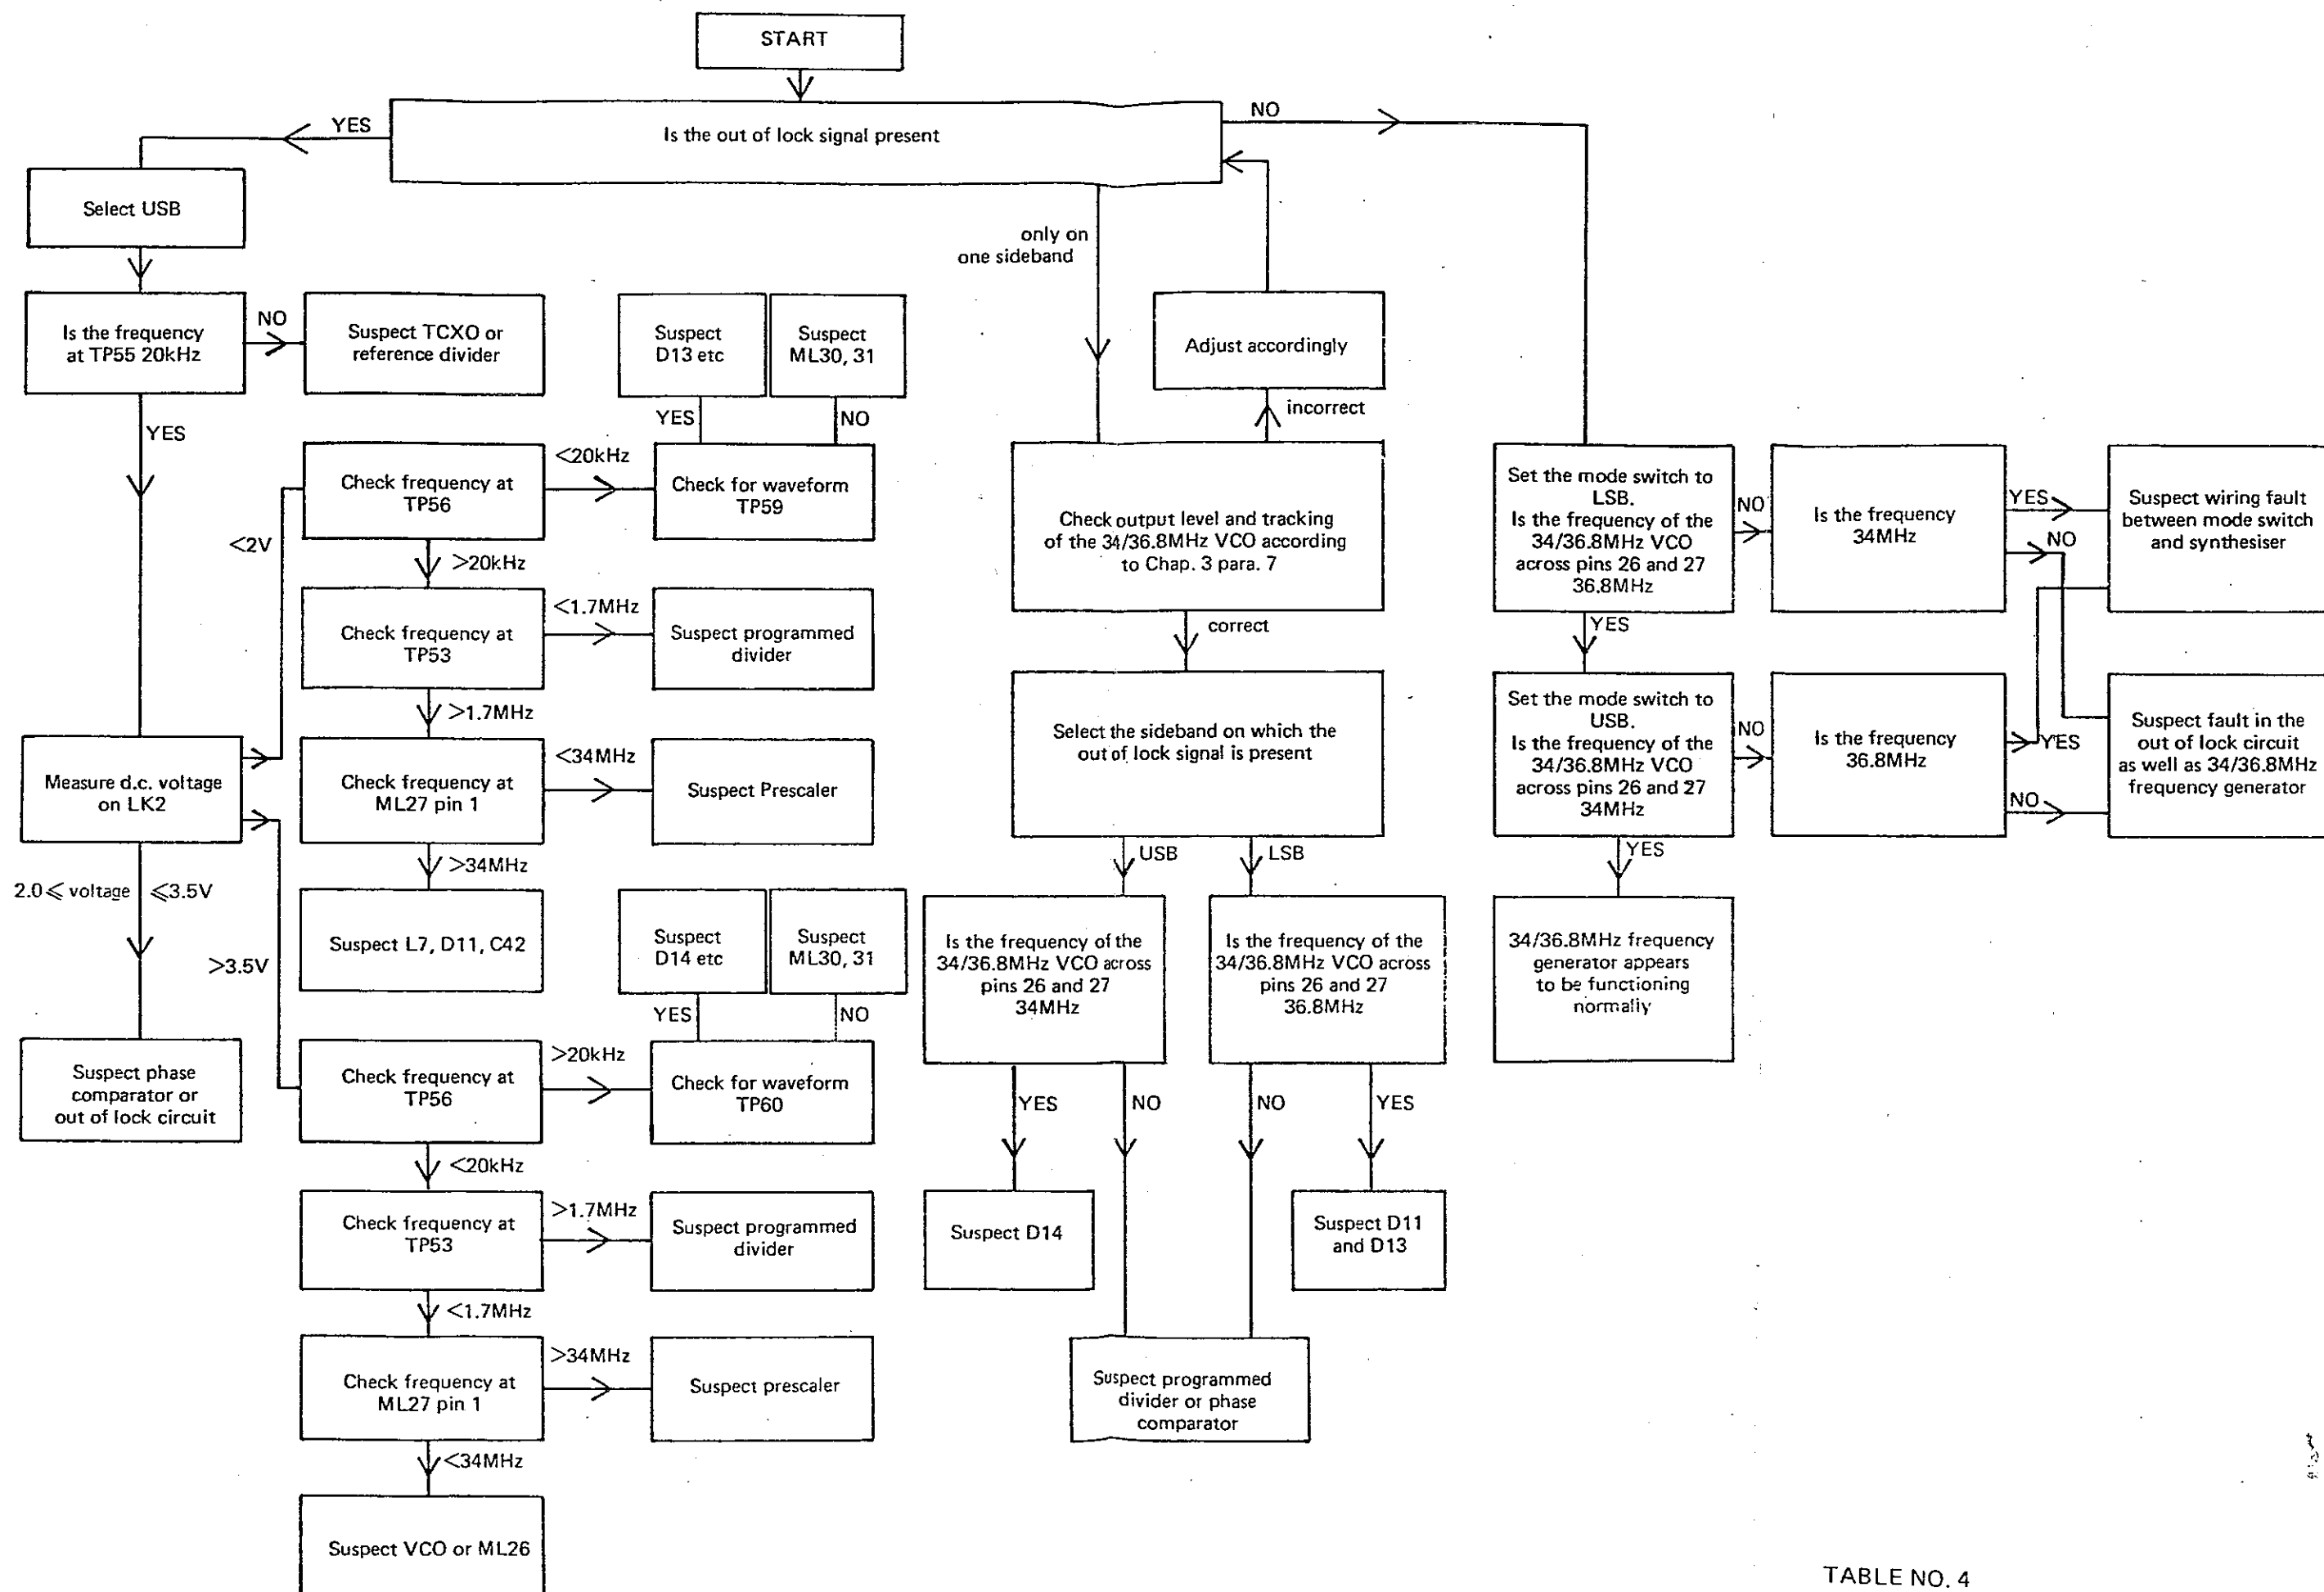 START
Is the out of lock signal present
YES
NO
Select USB
only on
one sideband
Is the frequency
at TP55 20kHz
NO
Suspect TCXO or
reference divider
YES
Suspect
D13 etc
Suspect
ML30, 31
YES
NO
Check frequency at
TP56
<20kHz
Check for waveform
TP59
<2V
>20kHz
Check frequency at
TP53
<1.7MHz
Suspect programmed
divider
>1.7MHz
Measure d.c. voltage
on LK2
Check frequency at
ML27 pin 1
<34MHz
Suspect Prescaler
>34MHz
Suspect L7, D11, C42
2.0 ⩽ voltage ⩽3.5V
>3.5V
Suspect phase
comparator or
out of lock circuit
Suspect
D14 etc
Suspect
ML30, 31
YES
NO
Check frequency at
TP56
>20kHz
Check for waveform
TP60
<20kHz
Check frequency at
TP53
>1.7MHz
Suspect programmed
divider
<1.7MHz
Check frequency at
ML27 pin 1
>34MHz
Suspect prescaler
<34MHz
Suspect VCO or ML26
Adjust accordingly
incorrect
Check output level and tracking
of the 34/36.8MHz VCO according
to Chap. 3 para. 7
correct
Select the sideband on which the
out of lock signal is present
USB
LSB
Is the frequency of the
34/36.8MHz VCO across
pins 26 and 27
34MHz
Is the frequency of the
34/36.8MHz VCO across
pins 26 and 27
36.8MHz
YES
NO
NO
YES
Suspect D14
Suspect D11
and D13
Suspect programmed
divider or phase
comparator
Set the mode switch to
LSB.
Is the frequency of the
34/36.8MHz VCO
across pins 26 and 27
36.8MHz
NO
Is the frequency
34MHz
YES
NO
Suspect wiring fault
between mode switch
and synthesiser
YES
Set the mode switch to
USB.
Is the frequency of the
34/36.8MHz VCO
across pins 26 and 27
34MHz
NO
Is the frequency
36.8MHz
YES
NO
Suspect fault in the
out of lock circuit
as well as 34/36.8MHz
frequency generator
YES
34/36.8MHz frequency
generator appears
to be functioning
normally
TABLE NO. 4